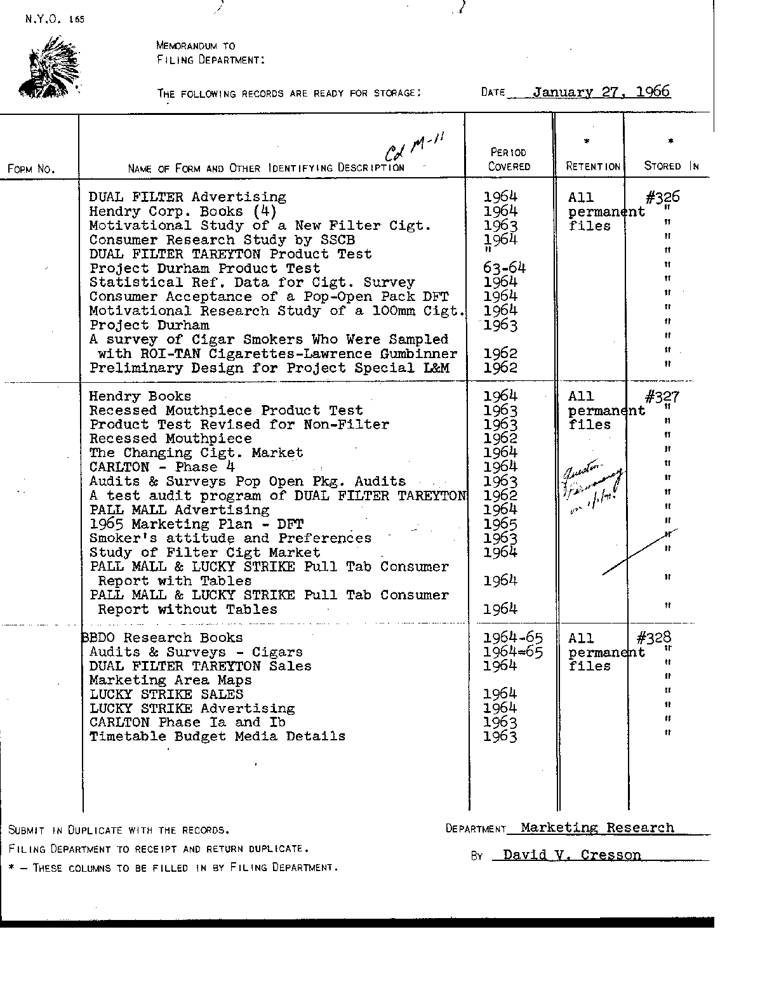 N.Y.O. 165
MEMORANDUM TO
FILING DEPARTMENT:
THE FOLLOWING RECORDS ARE READY FOR STORAGE: DATE January 27, 1966
Cd M-11
FORM NO. NAME OF FORM AND OTHER IDENTIFYING DESCRIPTION PERIOD COVERED * RETENTION * STORED IN
DUAL FILTER Advertising 1964 All #326
Hendry Corp. Books (4) 1964 permanent "
Motivational Study of a New Filter Cigt. 1963 files "
Consumer Research Study by SSCB 1964 "
DUAL FILTER TAREYTON Product Test " "
Project Durham Product Test 63-64 "
Statistical Ref. Data for Cigt. Survey 1964 "
Consumer Acceptance of a Pop-Open Pack DFT 1964 "
Motivational Research Study of a 100mm Cigt. 1964 "
Project Durham 1963 "
A survey of Cigar Smokers Who Were Sampled "
with ROI-TAN Cigarettes-Lawrence Gumbinner 1962 "
Preliminary Design for Project Special L&M 1962 "
Hendry Books 1964 All #327
Recessed Mouthpiece Product Test 1963 permanent "
Product Test Revised for Non-Filter 1963 files "
Recessed Mouthpiece 1962 "
The Changing Cigt. Market 1964 "
CARLTON - Phase 4 1964 "
Audits & Surveys Pop Open Pkg. Audits 1963 "
A test audit program of DUAL FILTER TAREYTON 1962 "
PALL MALL Advertising 1964 "
1965 Marketing Plan - DFT 1965 "
Smoker's attitude and Preferences 1963 "
Study of Filter Cigt Market 1964 "
PALL MALL & LUCKY STRIKE Pull Tab Consumer
Report with Tables 1964 "
PALL MALL & LUCKY STRIKE Pull Tab Consumer
Report without Tables 1964 "
BBDO Research Books 1964-65 All #328
Audits & Surveys - Cigars 1964=65 permanent "
DUAL FILTER TAREYTON Sales 1964 files "
Marketing Area Maps "
LUCKY STRIKE SALES 1964 "
LUCKY STRIKE Advertising 1964 "
CARLTON Phase Ia and Ib 1963 "
Timetable Budget Media Details 1963 "
SUBMIT IN DUPLICATE WITH THE RECORDS. DEPARTMENT Marketing Research
FILING DEPARTMENT TO RECEIPT AND RETURN DUPLICATE.
By David V. Cresson
* — THESE COLUMNS TO BE FILLED IN BY FILING DEPARTMENT.